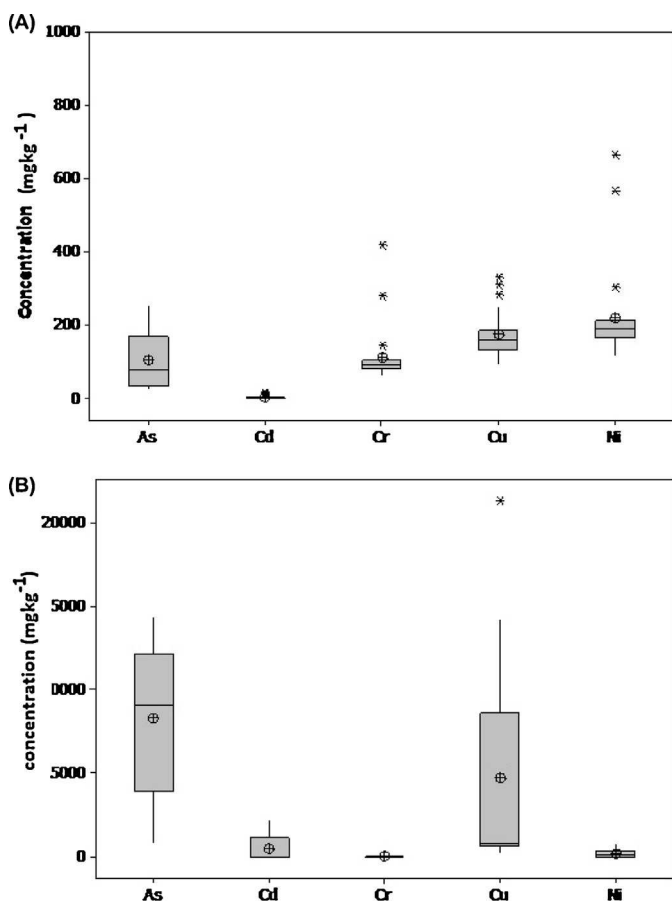 (A)
Concentration (mgkg⁻¹)
1000
800
600
400
200
0
As Cd Cr Cu Ni
(B)
concentration (mgkg⁻¹)
20000
5000
0000
5000
0
As Cd Cr Cu Ni